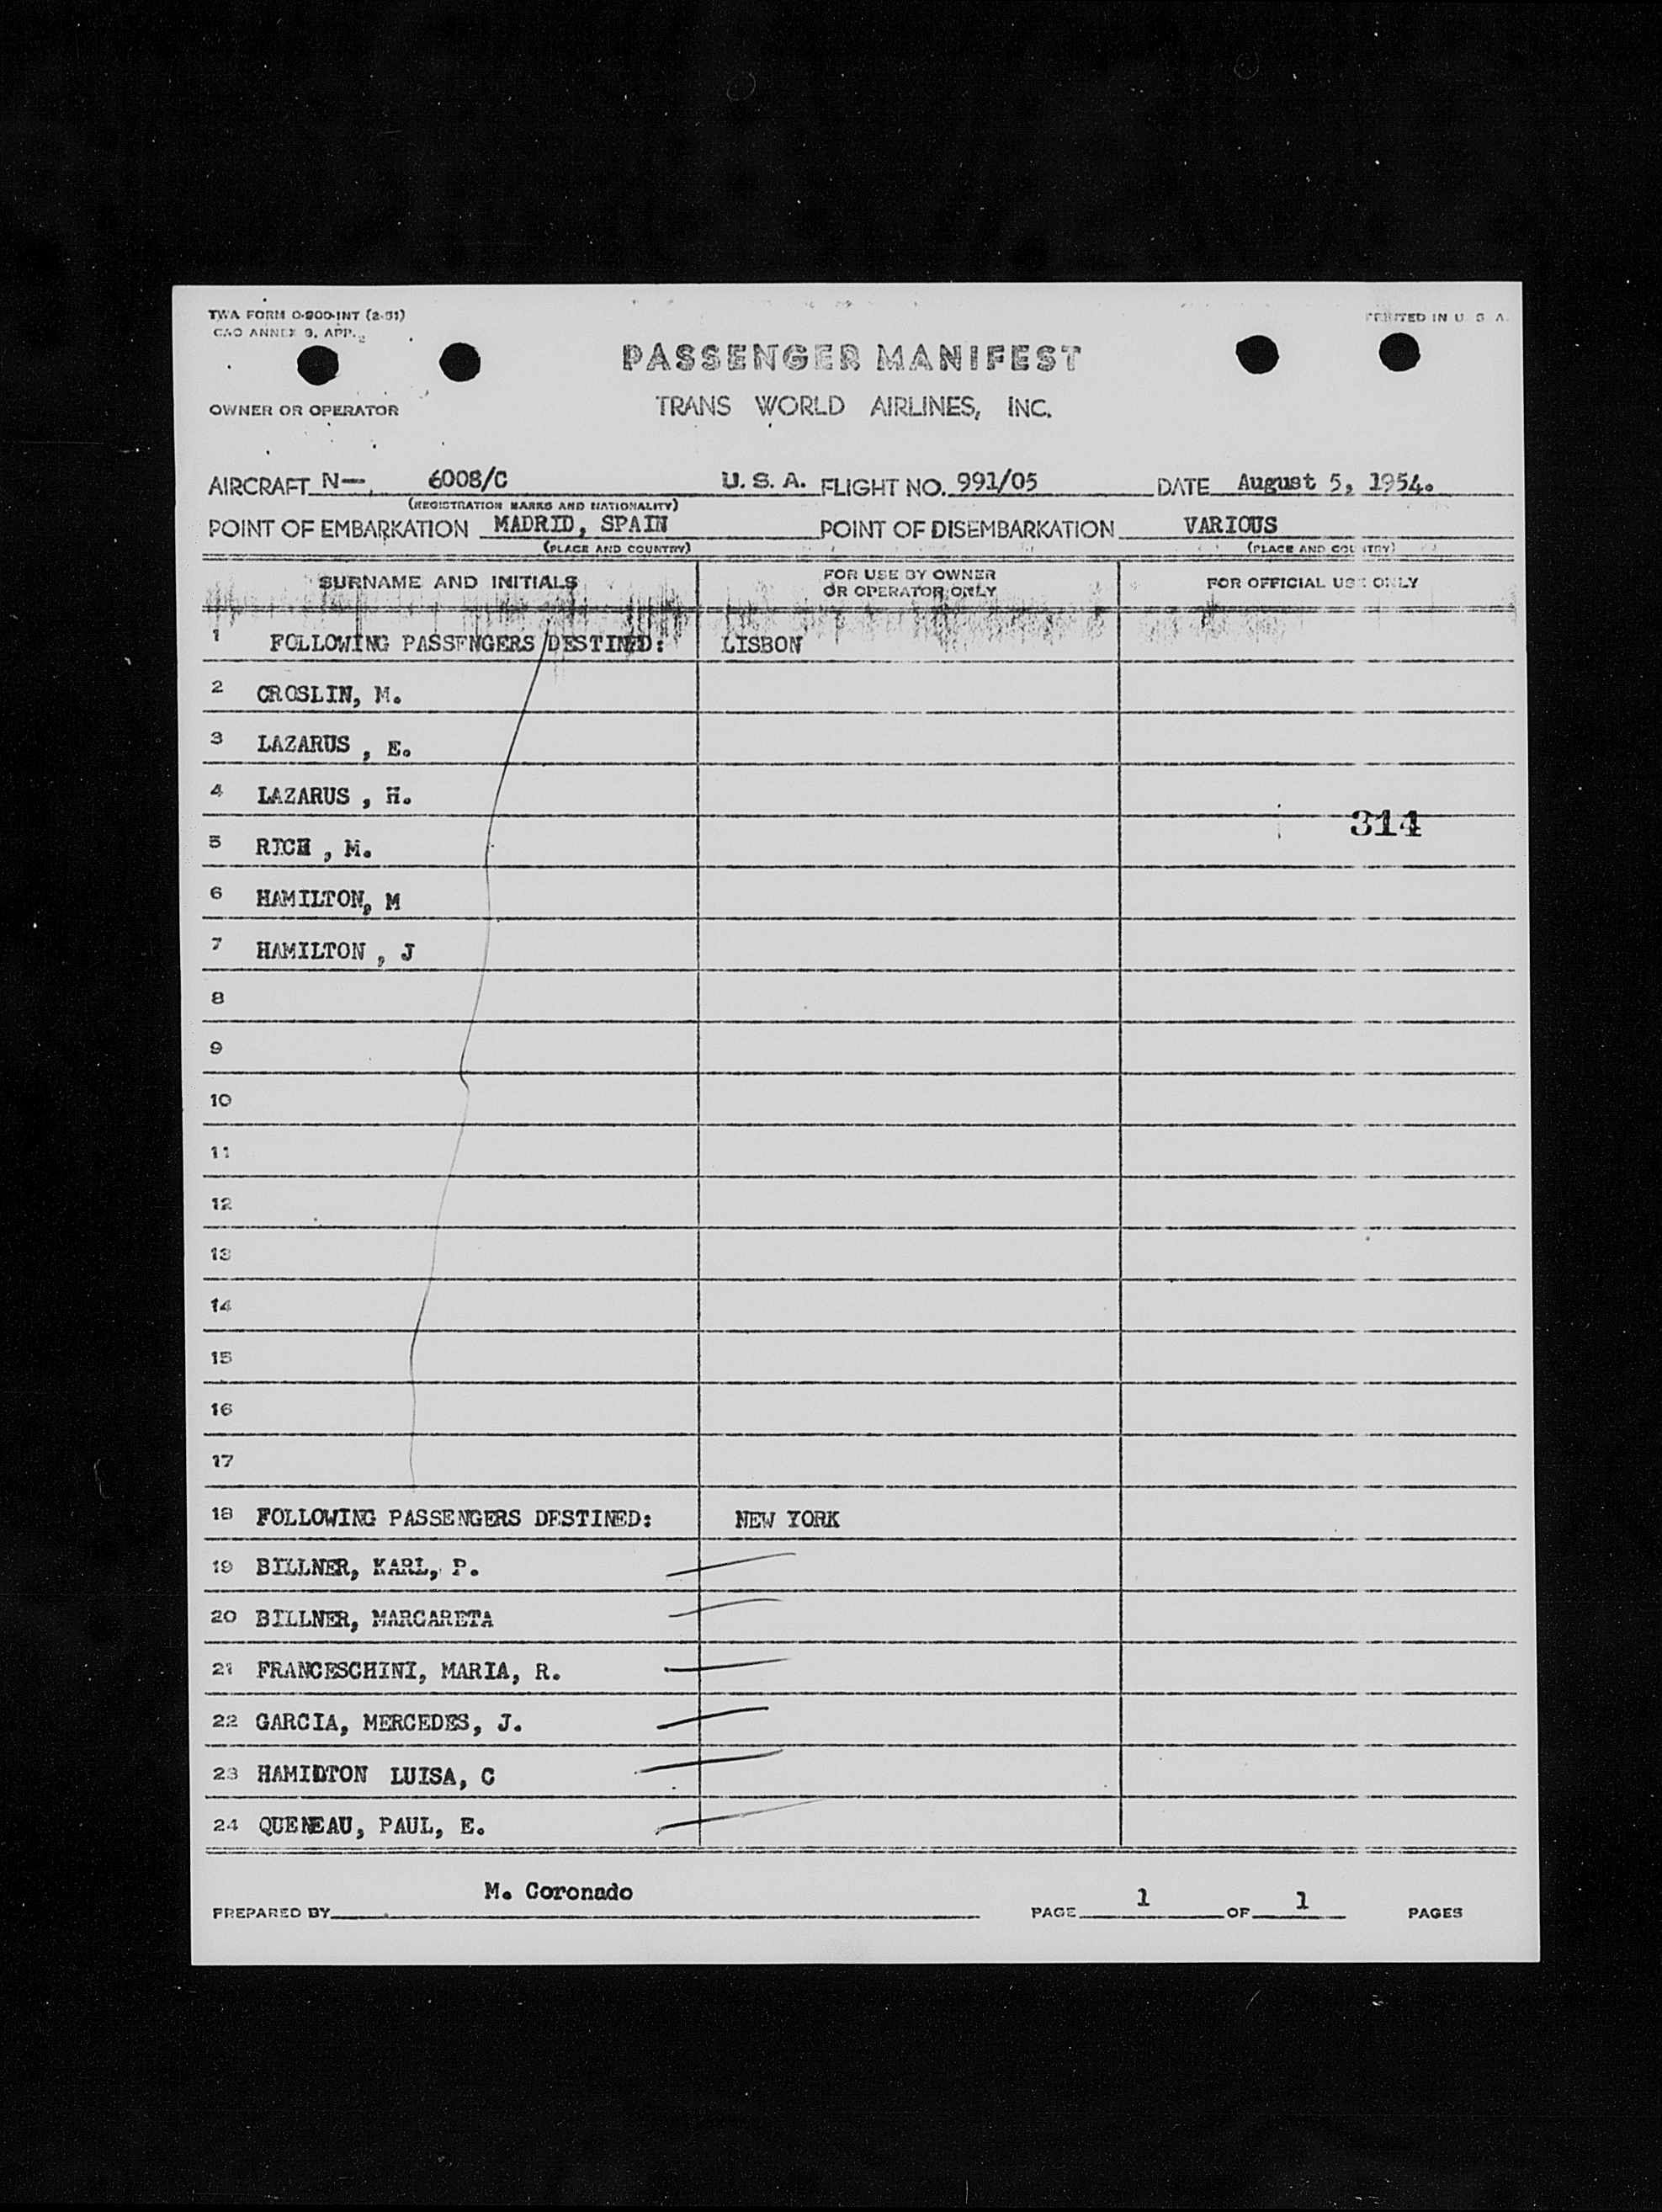 TWA FORM O-900-INT (2-51)
PRINTED IN U. S. A.
CAO ANNEX 9, APP.
PASSENGER MANIFEST
OWNER OR OPERATOR
TRANS WORLD AIRLINES, INC.
AIRCRAFT N— 6008/C U. S. A. FLIGHT NO. 991/05 DATE August 5, 1954.
(REGISTRATION MARKS AND NATIONALITY)
POINT OF EMBARKATION MADRID, SPAIN POINT OF DISEMBARKATION VARIOUS
(PLACE AND COUNTRY) (PLACE AND COUNTRY)
SURNAME AND INITIALS FOR USE BY OWNER OR OPERATOR ONLY FOR OFFICIAL USE ONLY
1 FOLLOWING PASSENGERS DESTINED: LISBON
2 CROSLIN, M.
3 LAZARUS , E.
4 LAZARUS , H.
314
5 RICH , M.
6 HAMILTON, M
7 HAMILTON , J
8
9
10
11
12
13
14
15
16
17
18 FOLLOWING PASSENGERS DESTINED: NEW YORK
19 BILLNER, KARL, P.
20 BILLNER, MARGARETA
21 FRANCESCHINI, MARIA, R.
22 GARCIA, MERCEDES, J.
23 HAMILTON LUISA, C
24 QUENEAU, PAUL, E.
PREPARED BY M. Coronado PAGE 1 OF 1 PAGES